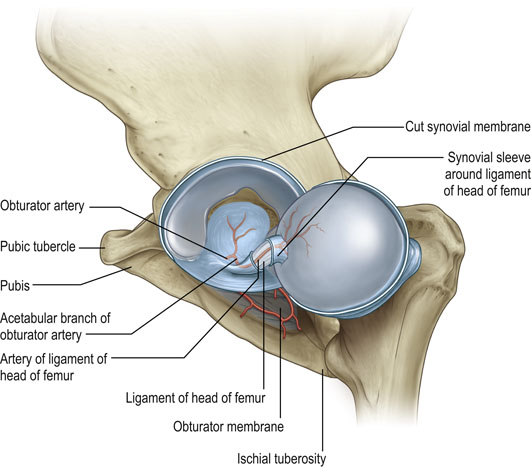 Cut synovial membrane
Synovial sleeve
around ligament
of head of femur
Obturator artery
Pubic tubercle
Pubis
Acetabular branch of
obturator artery
Artery of ligament of
head of femur
Ligament of head of femur
Obturator membrane
Ischial tuberosity